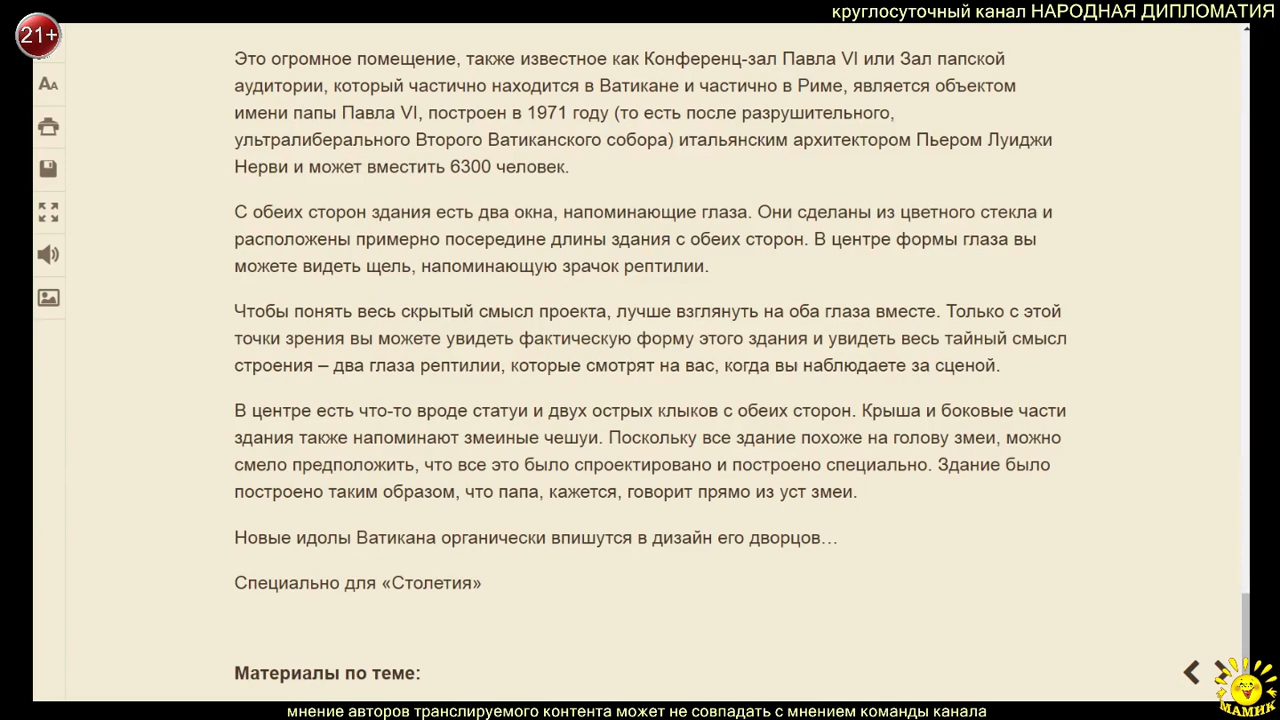 круглосуточный канал НАРОДНАЯ ДИПЛОМАТИЯ
21+
AA
Это огромное помещение, также известное как Конференц-зал Павла VI или Зал папской
аудитории, который частично находится в Ватикане и частично в Риме, является объектом
имени папы Павла VI, построен в 1971 году (то есть после разрушительного,
ультралиберального Второго Ватиканского собора) итальянским архитектором Пьером Луиджи
Нерви и может вместить 6300 человек.
С обеих сторон здания есть два окна, напоминающие глаза. Они сделаны из цветного стекла и
расположены примерно посередине длины здания с обеих сторон. В центре формы глаза вы
можете видеть щель, напоминающую зрачок рептилии.
Чтобы понять весь скрытый смысл проекта, лучше взглянуть на оба глаза вместе. Только с этой
точки зрения вы можете увидеть фактическую форму этого здания и увидеть весь тайный смысл
строения – два глаза рептилии, которые смотрят на вас, когда вы наблюдаете за сценой.
В центре есть что-то вроде статуи и двух острых клыков с обеих сторон. Крыша и боковые части
здания также напоминают змеиные чешуи. Поскольку все здание похоже на голову змеи, можно
смело предположить, что все это было спроектировано и построено специально. Здание было
построено таким образом, что папа, кажется, говорит прямо из уст змеи.
Новые идолы Ватикана органически впишутся в дизайн его дворцов…
Специально для «Столетия»
Материалы по теме:
МАМИК
мнение авторов транслируемого контента может не совпадать с мнением команды канала